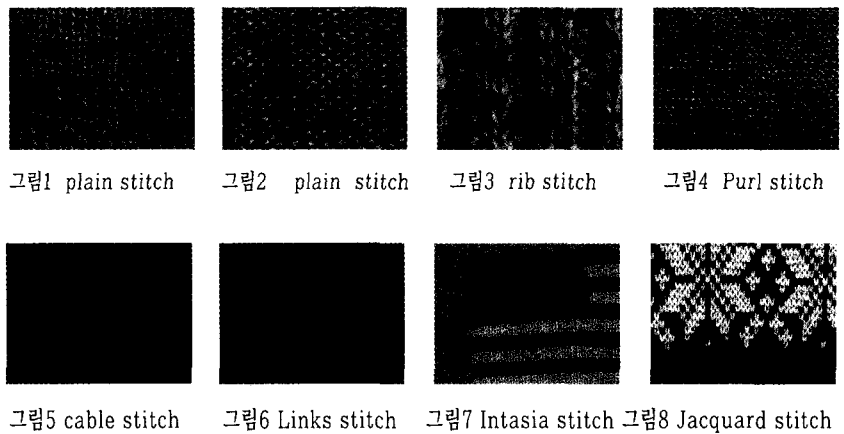 그림1 plain stitch 그림2 plain stitch 그림3 rib stitch 그림4 Purl stitch
그림5 cable stitch 그림6 Links stitch 그림7 Intasia stitch 그림8 Jacquard stitch